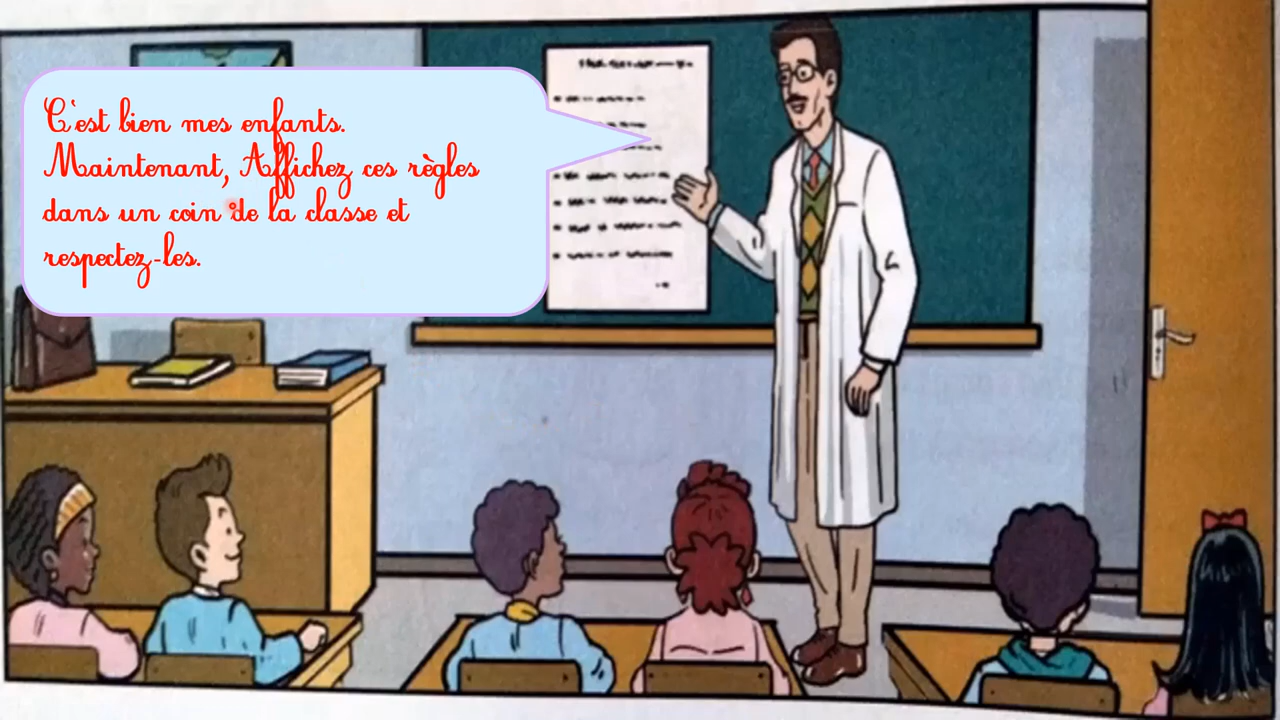 C'est bien mes enfants.
Maintenant, Affichez ces règles
dans un coin de la classe et
respectez-les.